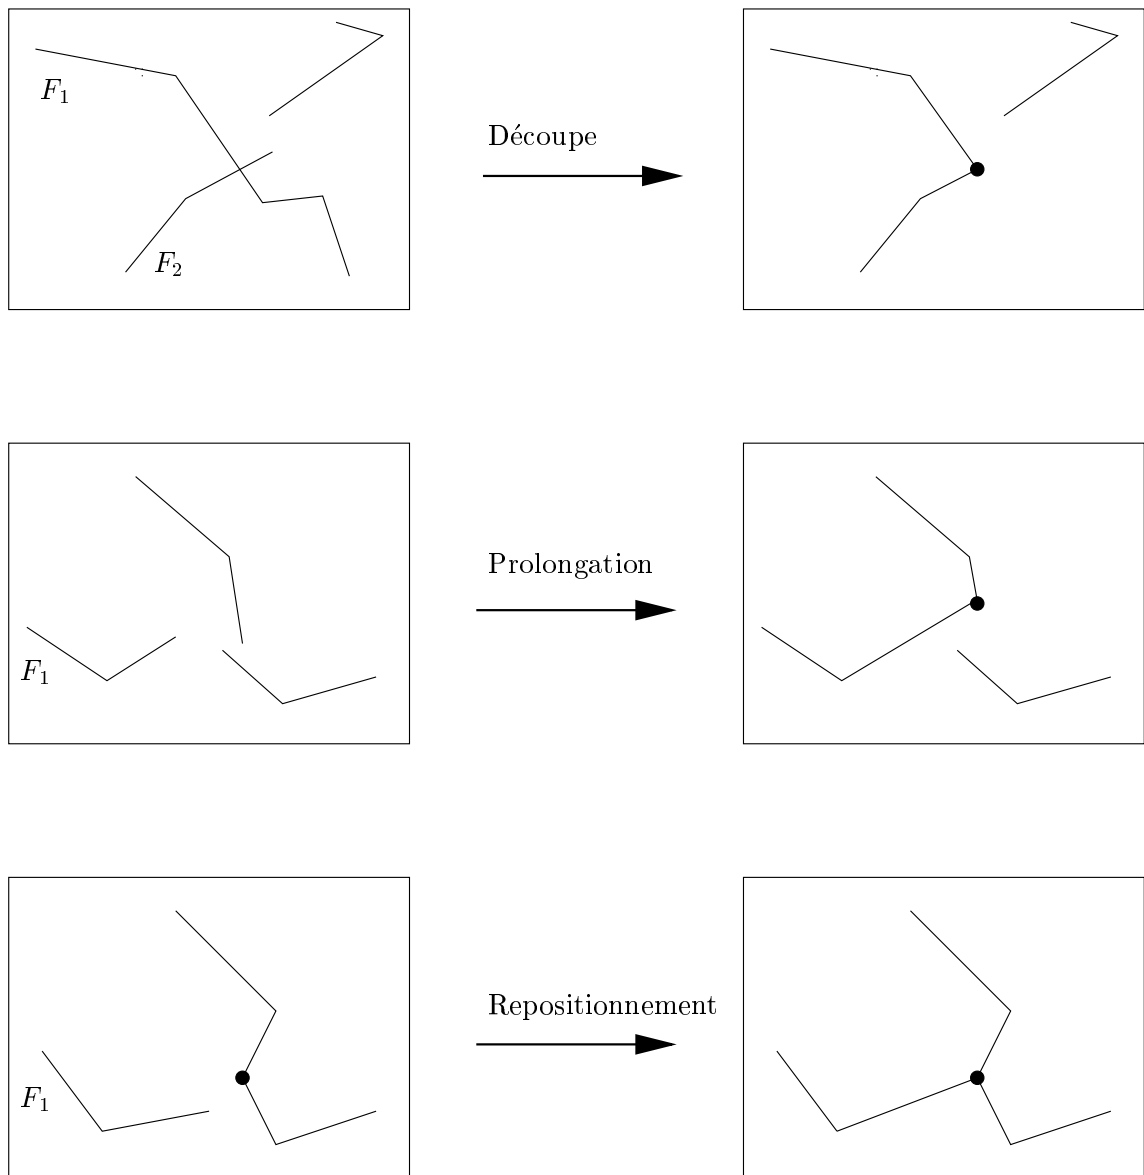 F₁
Découpe
F₂
Prolongation
F₁
Repositionnement
F₁